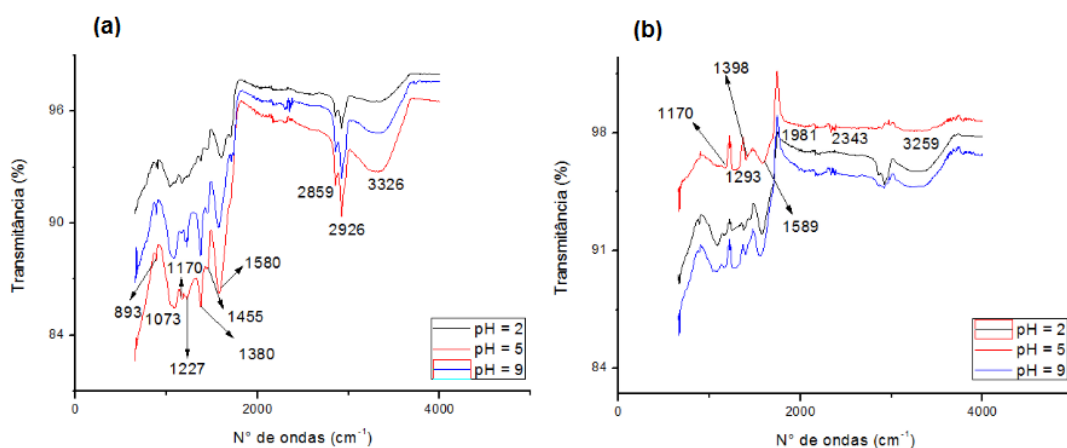 (a)
Transmitância (%)
96
90
84
893
1073
1170
1227
1380
1455
1580
2859
2926
3326
pH = 2
pH = 5
pH = 9
0
2000
4000
N° de ondas (cm⁻¹)
(b)
Transmitância (%)
98
91
84
1170
1398
1293
1589
1981
2343
3259
pH = 2
pH = 5
pH = 9
0
2000
4000
N° de ondas (cm⁻¹)